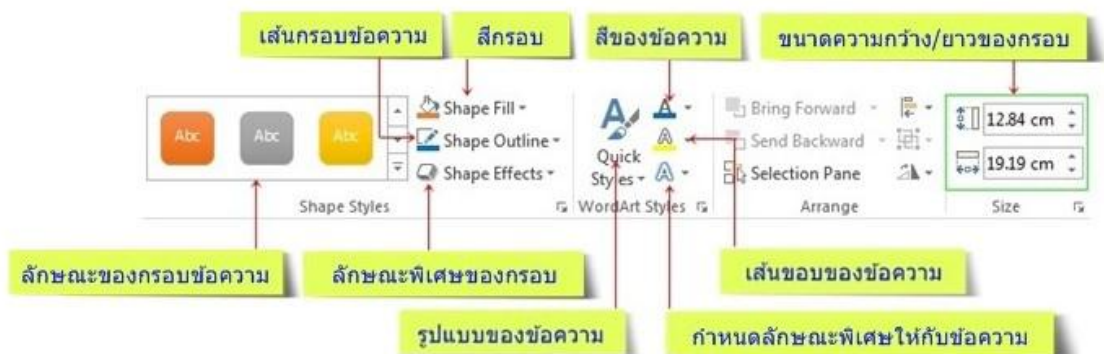 เส้นกรอบข้อความ
สีกรอบ
สีของข้อความ
ขนาดความกว้าง/ยาวของกรอบ
Abc Abc Abc
Shape Fill
Shape Outline
Shape Effects
Shape Styles
A
A
A
A
Quick
Styles
WordArt Styles
Bring Forward
Send Backward
Selection Pane
Arrange
12.84 cm
19.19 cm
Size
ลักษณะของกรอบข้อความ
ลักษณะพิเศษของกรอบ
เส้นขอบของข้อความ
รูปแบบของข้อความ
กำหนดลักษณะพิเศษให้กับข้อความ